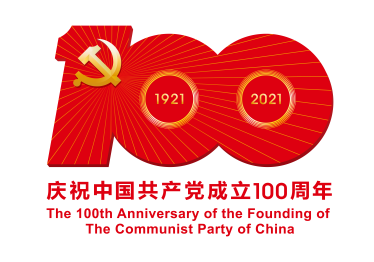 100
1921 2021
庆祝中国共产党成立100周年
The 100th Anniversary of the Founding of
The Communist Party of China